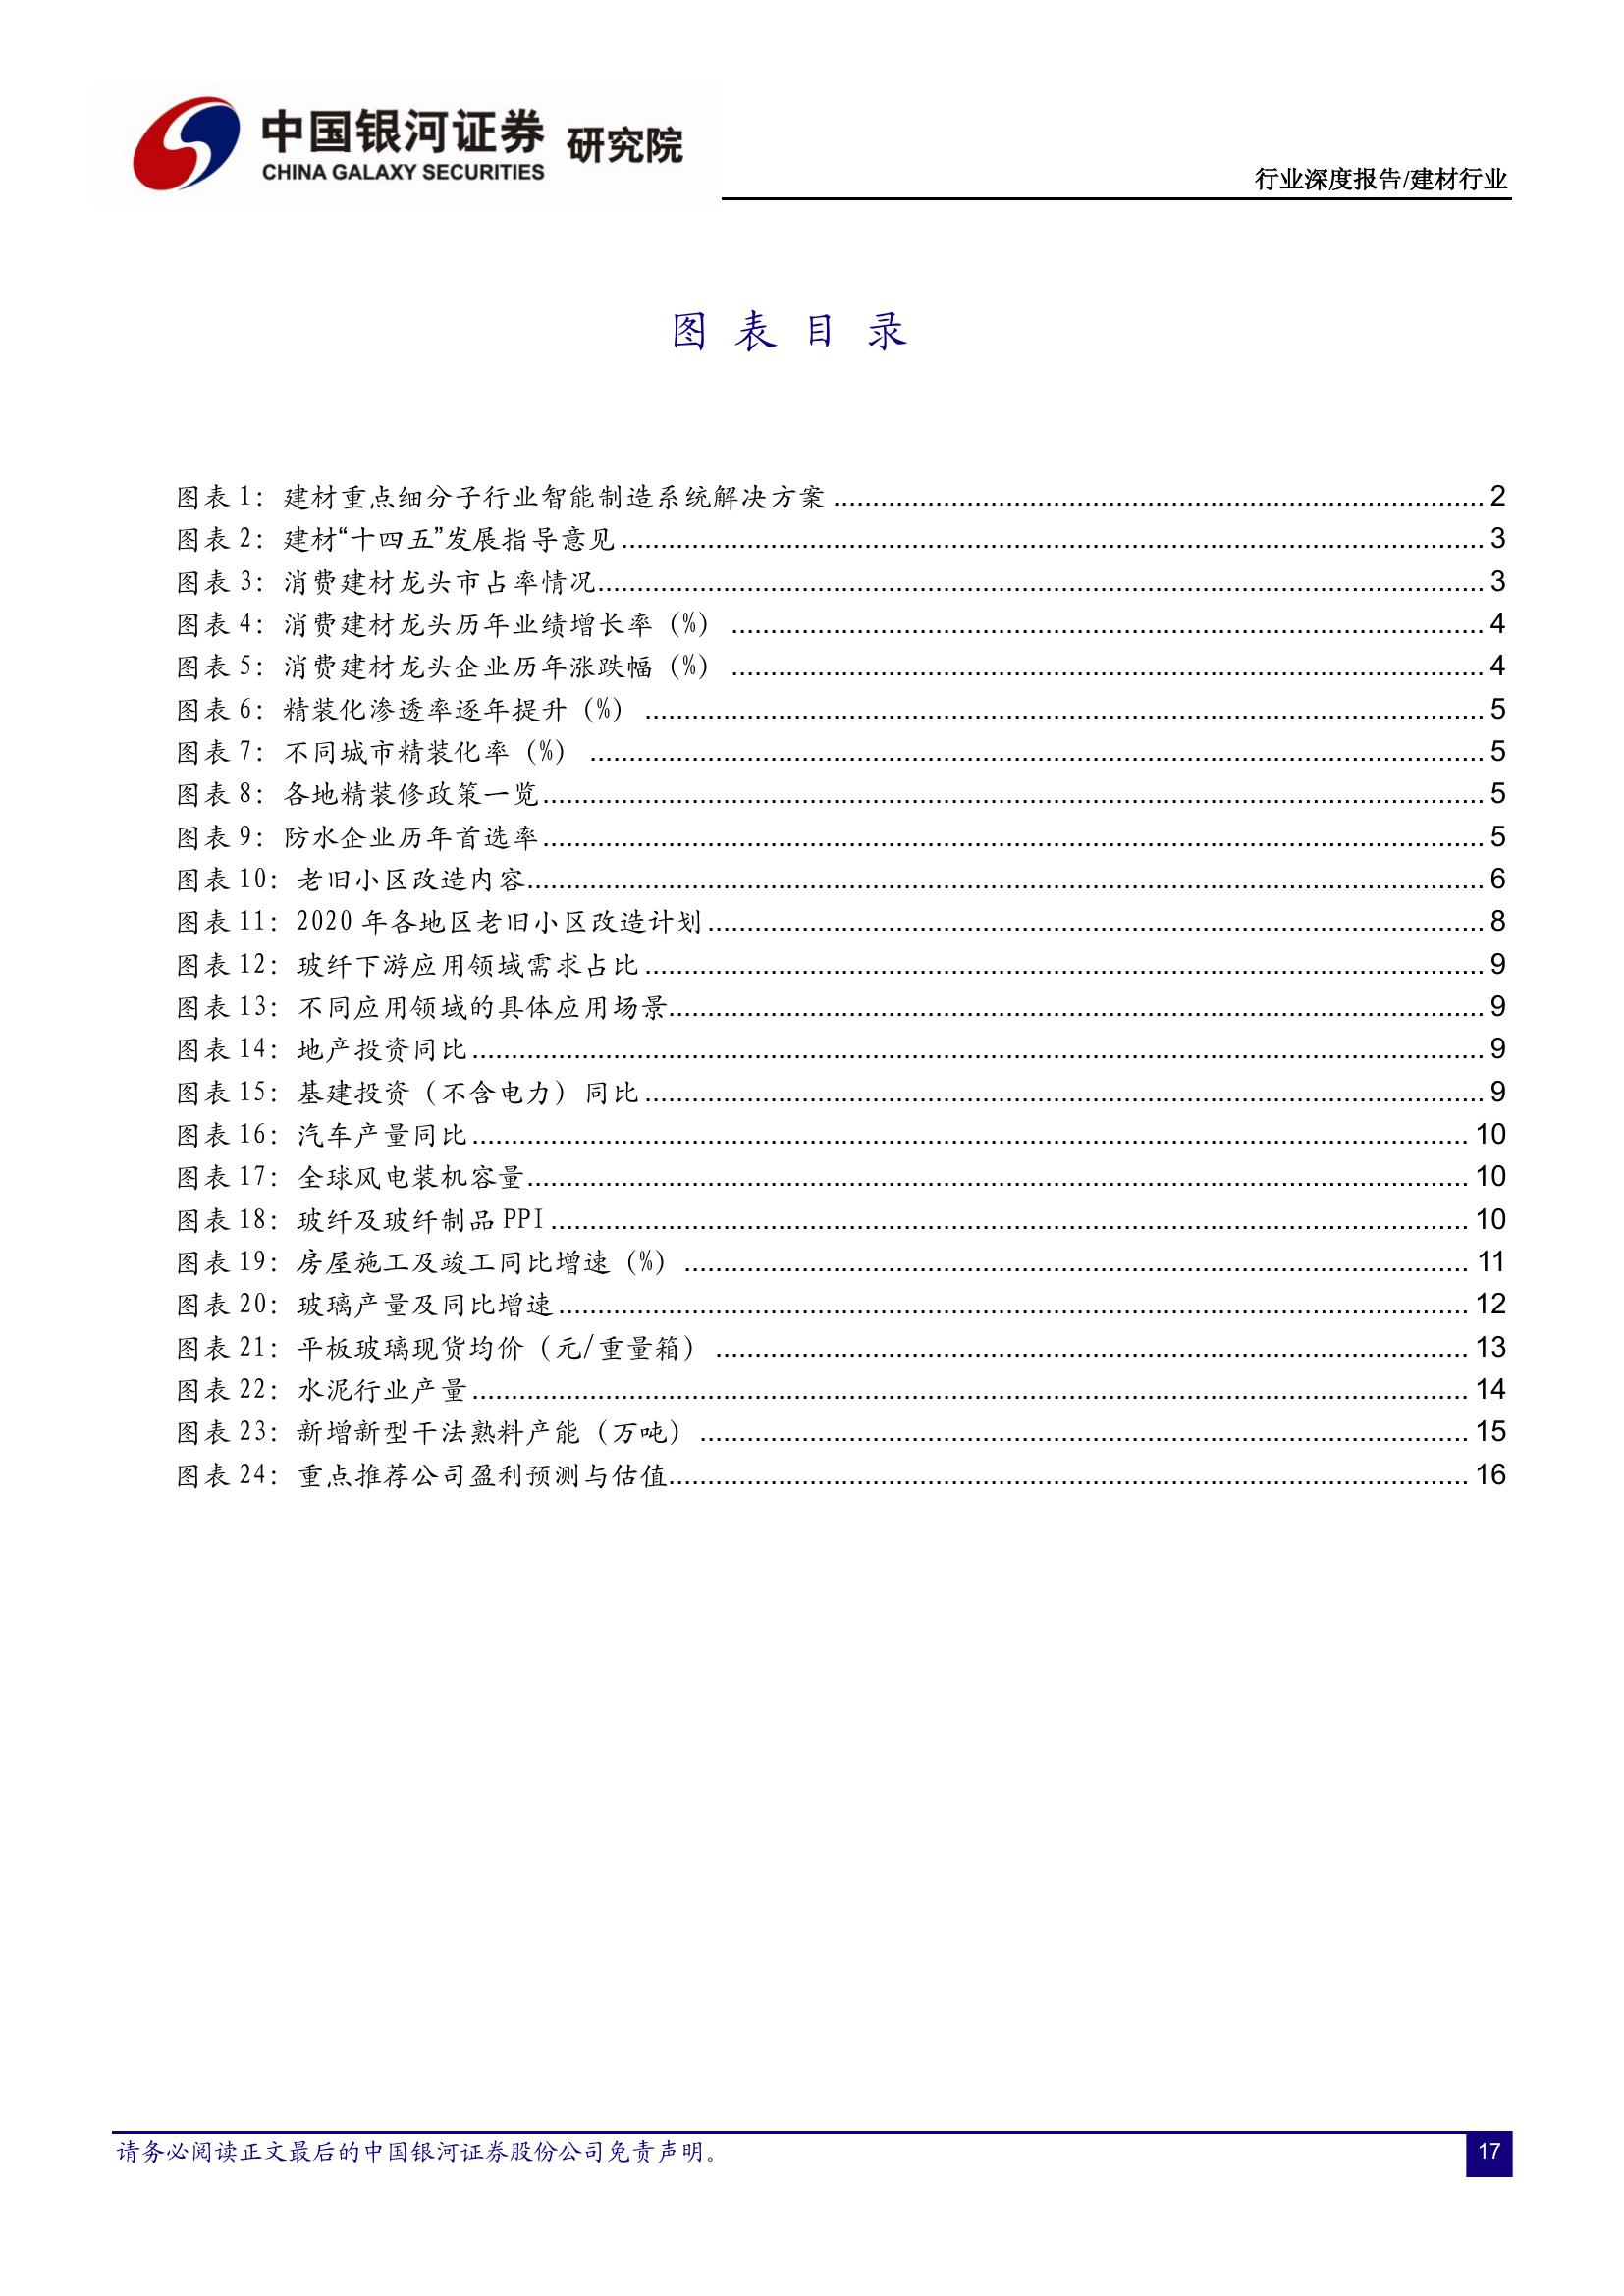 中国银河证券 研究院
CHINA GALAXY SECURITIES
行业深度报告/建材行业
图 表 目 录
图表 1：建材重点细分子行业智能制造系统解决方案 .................... 2
图表 2：建材“十四五”发展指导意见 .................... 3
图表 3：消费建材龙头市占率情况 .................... 3
图表 4：消费建材龙头历年业绩增长率（%） .................... 4
图表 5：消费建材龙头企业历年涨跌幅（%） .................... 4
图表 6：精装化渗透率逐年提升（%） .................... 5
图表 7：不同城市精装化率（%） .................... 5
图表 8：各地精装修政策一览 .................... 5
图表 9：防水企业历年首选率 .................... 5
图表 10：老旧小区改造内容 .................... 6
图表 11：2020 年各地区老旧小区改造计划 .................... 8
图表 12：玻纤下游应用领域需求占比 .................... 9
图表 13：不同应用领域的具体应用场景 .................... 9
图表 14：地产投资同比 .................... 9
图表 15：基建投资（不含电力）同比 .................... 9
图表 16：汽车产量同比 .................... 10
图表 17：全球风电装机容量 .................... 10
图表 18：玻纤及玻纤制品 PPI .................... 10
图表 19：房屋施工及竣工同比增速（%） .................... 11
图表 20：玻璃产量及同比增速 .................... 12
图表 21：平板玻璃现货均价（元/重量箱） .................... 13
图表 22：水泥行业产量 .................... 14
图表 23：新增新型干法熟料产能（万吨） .................... 15
图表 24：重点推荐公司盈利预测与估值 .................... 16
请务必阅读正文最后的中国银河证券股份公司免责声明。
17